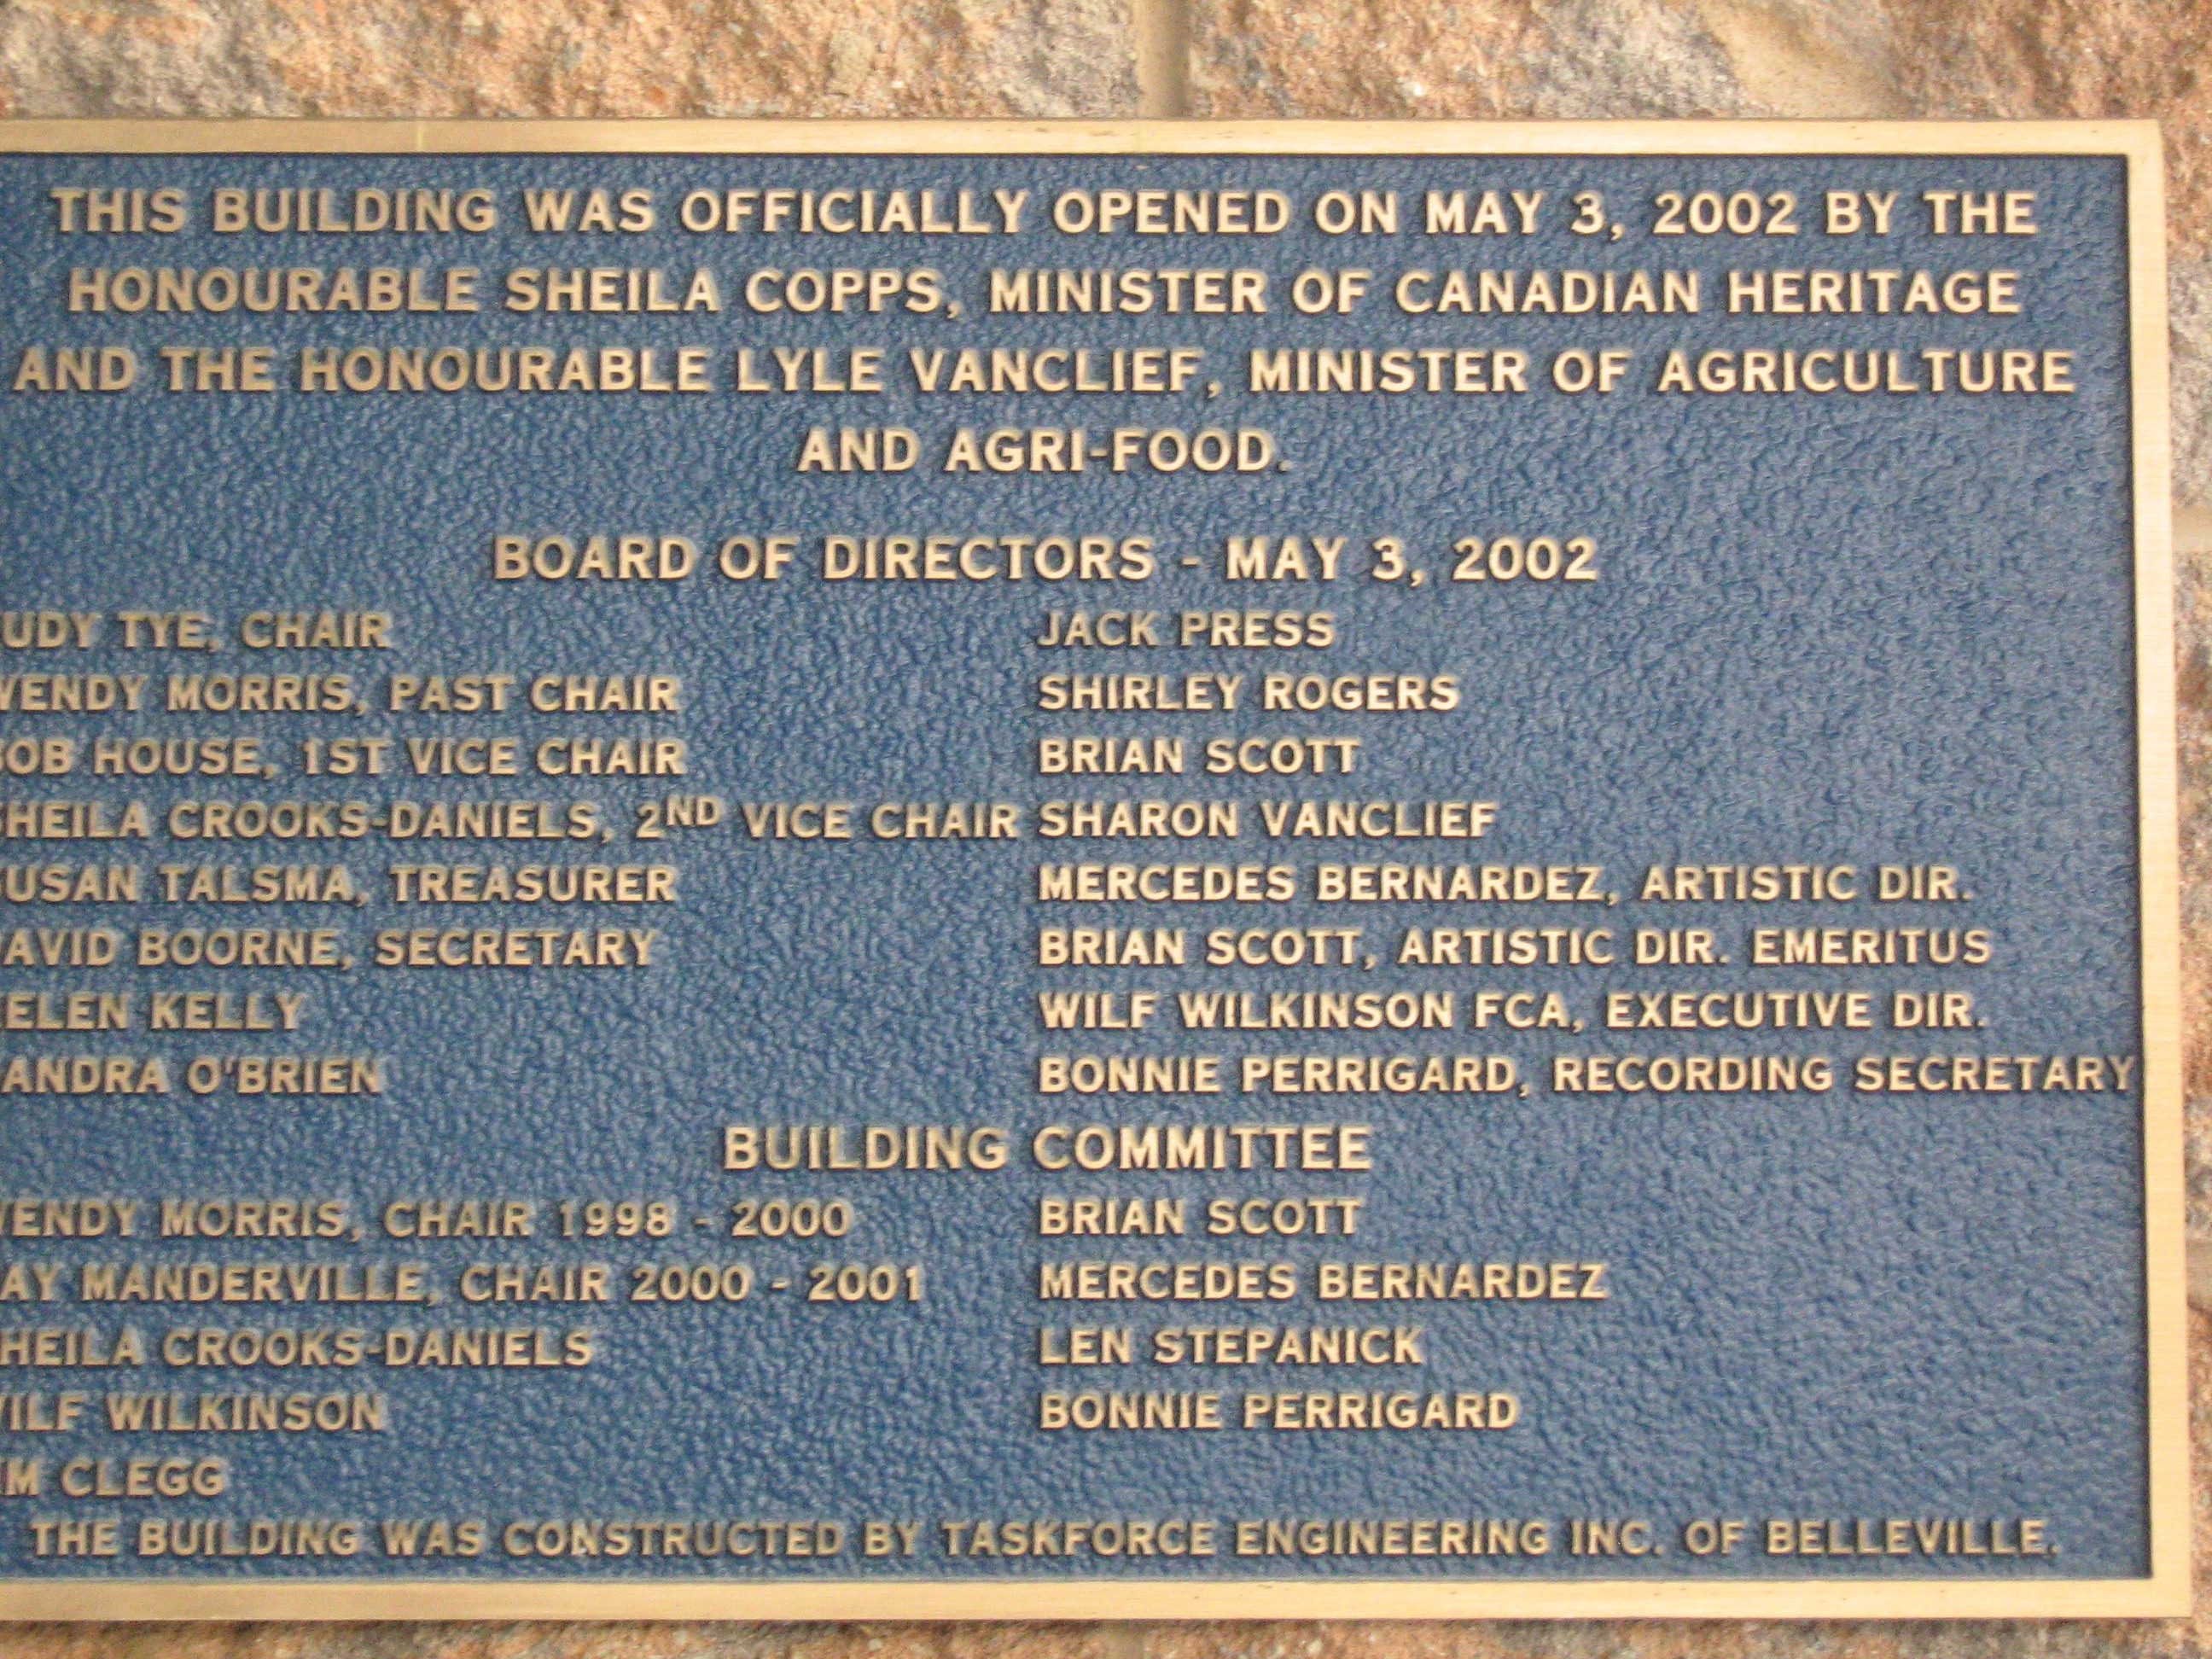 THIS BUILDING WAS OFFICIALLY OPENED ON MAY 3, 2002 BY THE
HONOURABLE SHEILA COPPS, MINISTER OF CANADIAN HERITAGE
AND THE HONOURABLE LYLE VANCLIEF, MINISTER OF AGRICULTURE
AND AGRI-FOOD.
BOARD OF DIRECTORS - MAY 3, 2002
TYE, CHAIR JACK PRESS
WENDY MORRIS, PAST CHAIR SHIRLEY ROGERS
BOB HOUSE, 1ST VICE CHAIR BRIAN SCOTT
SHEILA CROOKS-DANIELS, 2ND VICE CHAIR SHARON VANCLIEF
TALSMA, TREASURER MERCEDES BERNARDEZ, ARTISTIC DIR.
BOORNE, SECRETARY BRIAN SCOTT, ARTISTIC DIR. EMERITUS
KELLY WILF WILKINSON FCA, EXECUTIVE DIR.
O'BRIEN BONNIE PERRIGARD, RECORDING SECRETARY
BUILDING COMMITTEE
WENDY MORRIS, CHAIR 1998 - 2000 BRIAN SCOTT
MANDERVILLE, CHAIR 2000 - 2001 MERCEDES BERNARDEZ
CROOKS-DANIELS LEN STEPANICK
WILKINSON BONNIE PERRIGARD
CLEGG
THE BUILDING WAS CONSTRUCTED BY TASKFORCE ENGINEERING INC. OF BELLEVILLE.